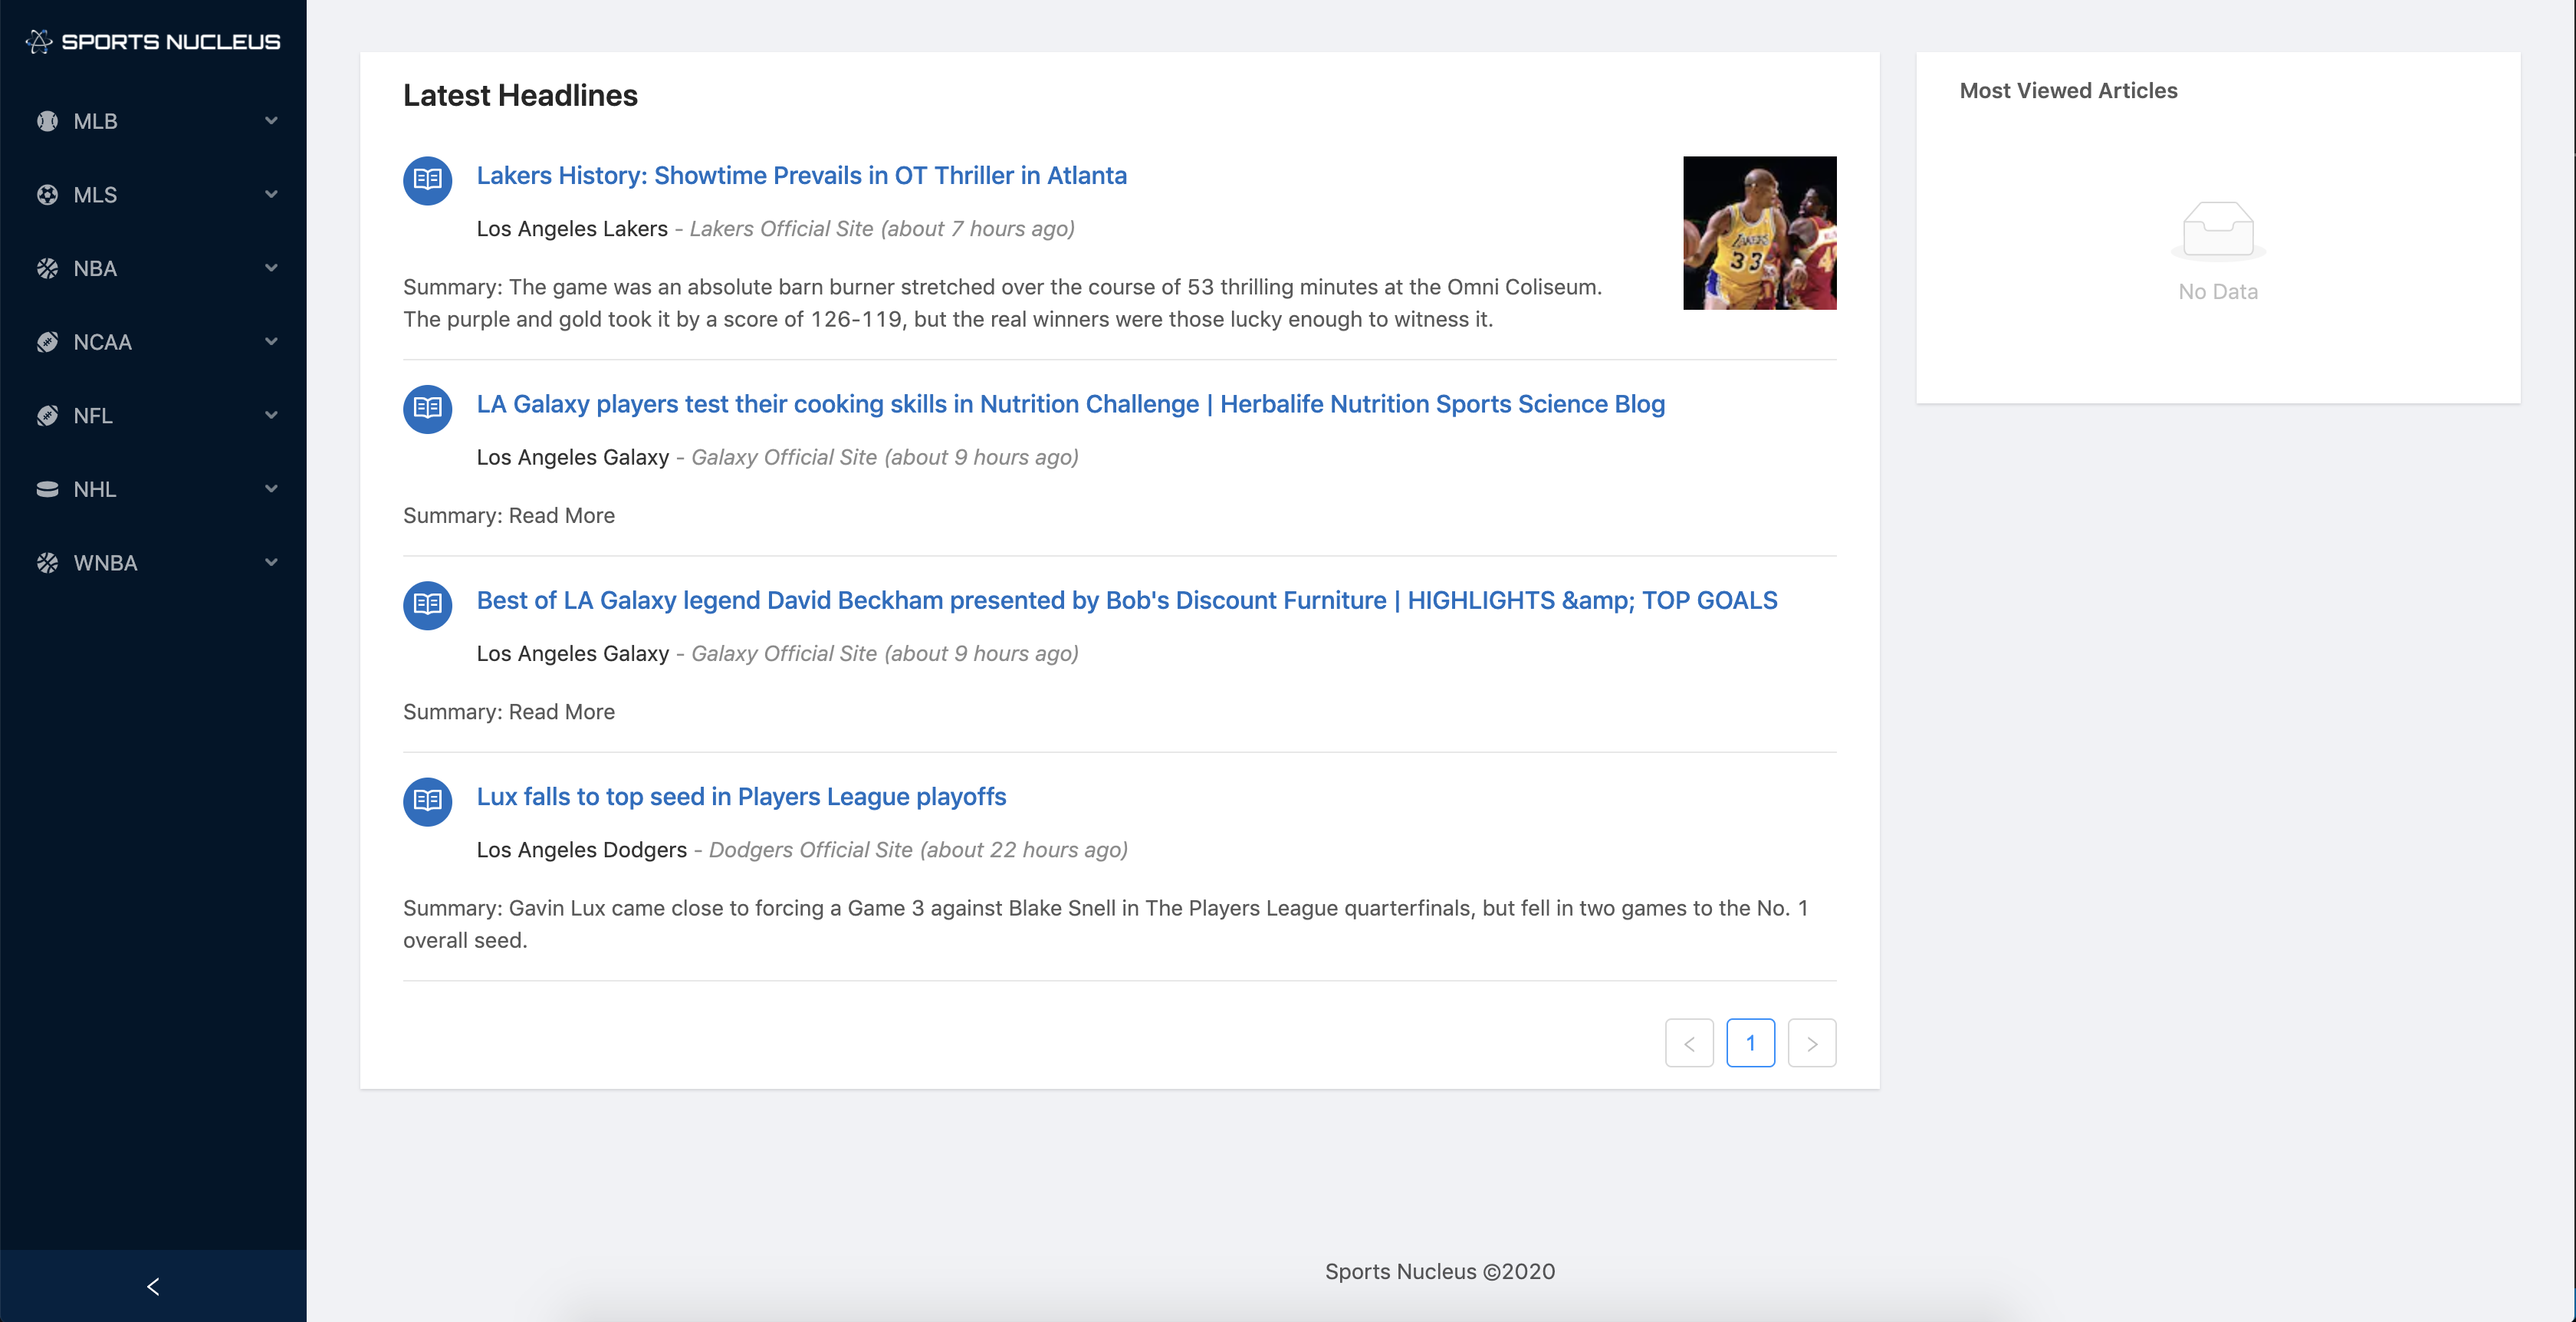 SPORTS NUCLEUS
MLB
MLS
NBA
NCAA
NFL
NHL
WNBA
Latest Headlines
Lakers History: Showtime Prevails in OT Thriller in Atlanta
Los Angeles Lakers - Lakers Official Site (about 7 hours ago)
Summary: The game was an absolute barn burner stretched over the course of 53 thrilling minutes at the Omni Coliseum.
The purple and gold took it by a score of 126-119, but the real winners were those lucky enough to witness it.
LAKERS
33
4
LA Galaxy players test their cooking skills in Nutrition Challenge | Herbalife Nutrition Sports Science Blog
Los Angeles Galaxy - Galaxy Official Site (about 9 hours ago)
Summary: Read More
Best of LA Galaxy legend David Beckham presented by Bob's Discount Furniture | HIGHLIGHTS &amp; TOP GOALS
Los Angeles Galaxy - Galaxy Official Site (about 9 hours ago)
Summary: Read More
Lux falls to top seed in Players League playoffs
Los Angeles Dodgers - Dodgers Official Site (about 22 hours ago)
Summary: Gavin Lux came close to forcing a Game 3 against Blake Snell in The Players League quarterfinals, but fell in two games to the No. 1
overall seed.
< 1 >
Most Viewed Articles
No Data
Sports Nucleus ©2020